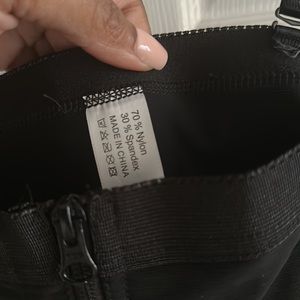 70 % Nylon
30 % Spandex
MADE IN CHINA